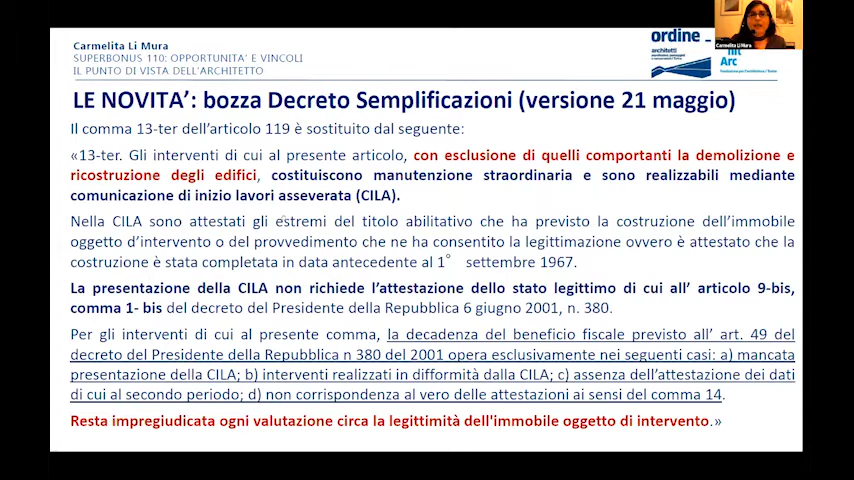 Carmelita Li Mura
SUPERBONUS 110: OPPORTUNITA’ E VINCOLI
IL PUNTO DI VISTA DELL’ARCHITETTO
ordine
architetti
Arc
Fondazione per l'architettura / Torino
Carmelita Li Mura
LE NOVITA’: bozza Decreto Semplificazioni (versione 21 maggio)
Il comma 13-ter dell’articolo 119 è sostituito dal seguente:
«13-ter. Gli interventi di cui al presente articolo, con esclusione di quelli comportanti la demolizione e
ricostruzione degli edifici, costituiscono manutenzione straordinaria e sono realizzabili mediante
comunicazione di inizio lavori asseverata (CILA).
Nella CILA sono attestati gli estremi del titolo abilitativo che ha previsto la costruzione dell’immobile
oggetto d’intervento o del provvedimento che ne ha consentito la legittimazione ovvero è attestato che la
costruzione è stata completata in data antecedente al 1° settembre 1967.
La presentazione della CILA non richiede l’attestazione dello stato legittimo di cui all’ articolo 9-bis,
comma 1- bis del decreto del Presidente della Repubblica 6 giugno 2001, n. 380.
Per gli interventi di cui al presente comma, la decadenza del beneficio fiscale previsto all’ art. 49 del
decreto del Presidente della Repubblica n 380 del 2001 opera esclusivamente nei seguenti casi: a) mancata
presentazione della CILA; b) interventi realizzati in difformità dalla CILA; c) assenza dell’attestazione dei dati
di cui al secondo periodo; d) non corrispondenza al vero delle attestazioni ai sensi del comma 14.
Resta impregiudicata ogni valutazione circa la legittimità dell'immobile oggetto di intervento.»